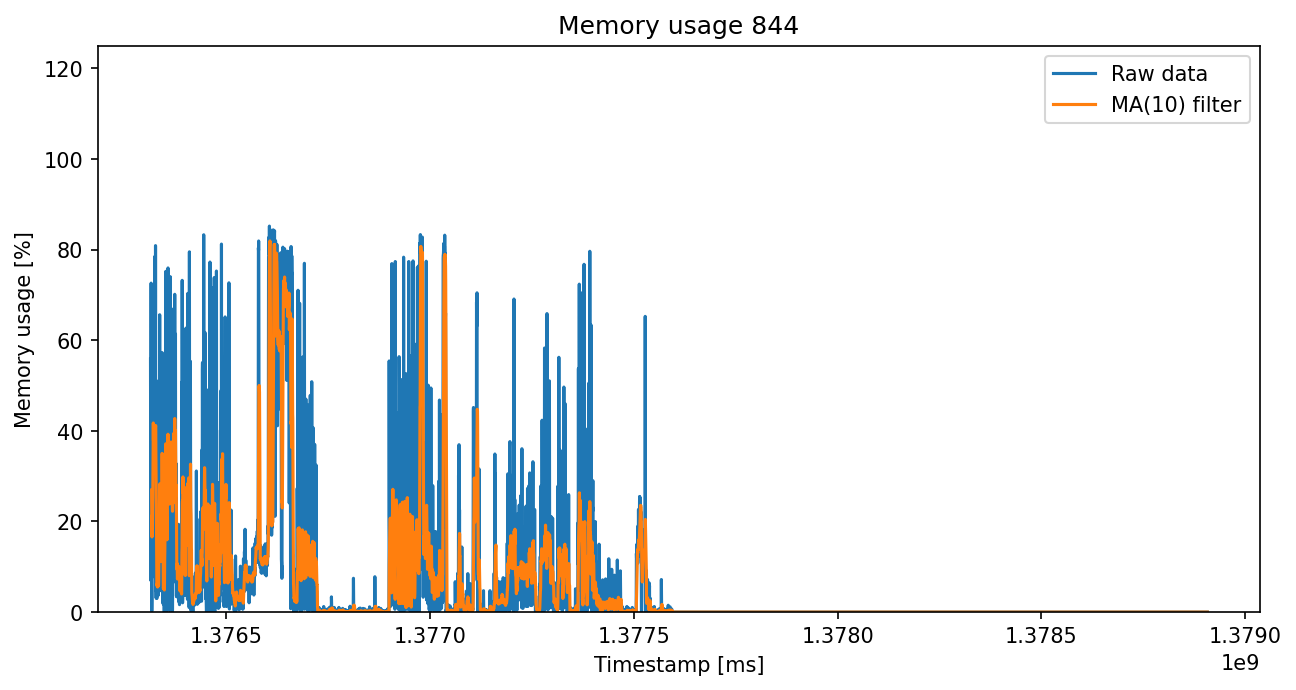 Memory usage 844
Raw data
MA(10) filter
Memory usage [%]
120
100
80
60
40
20
0
1.3765 1.3770 1.3775 1.3780 1.3785 1.3790
1e9
Timestamp [ms]